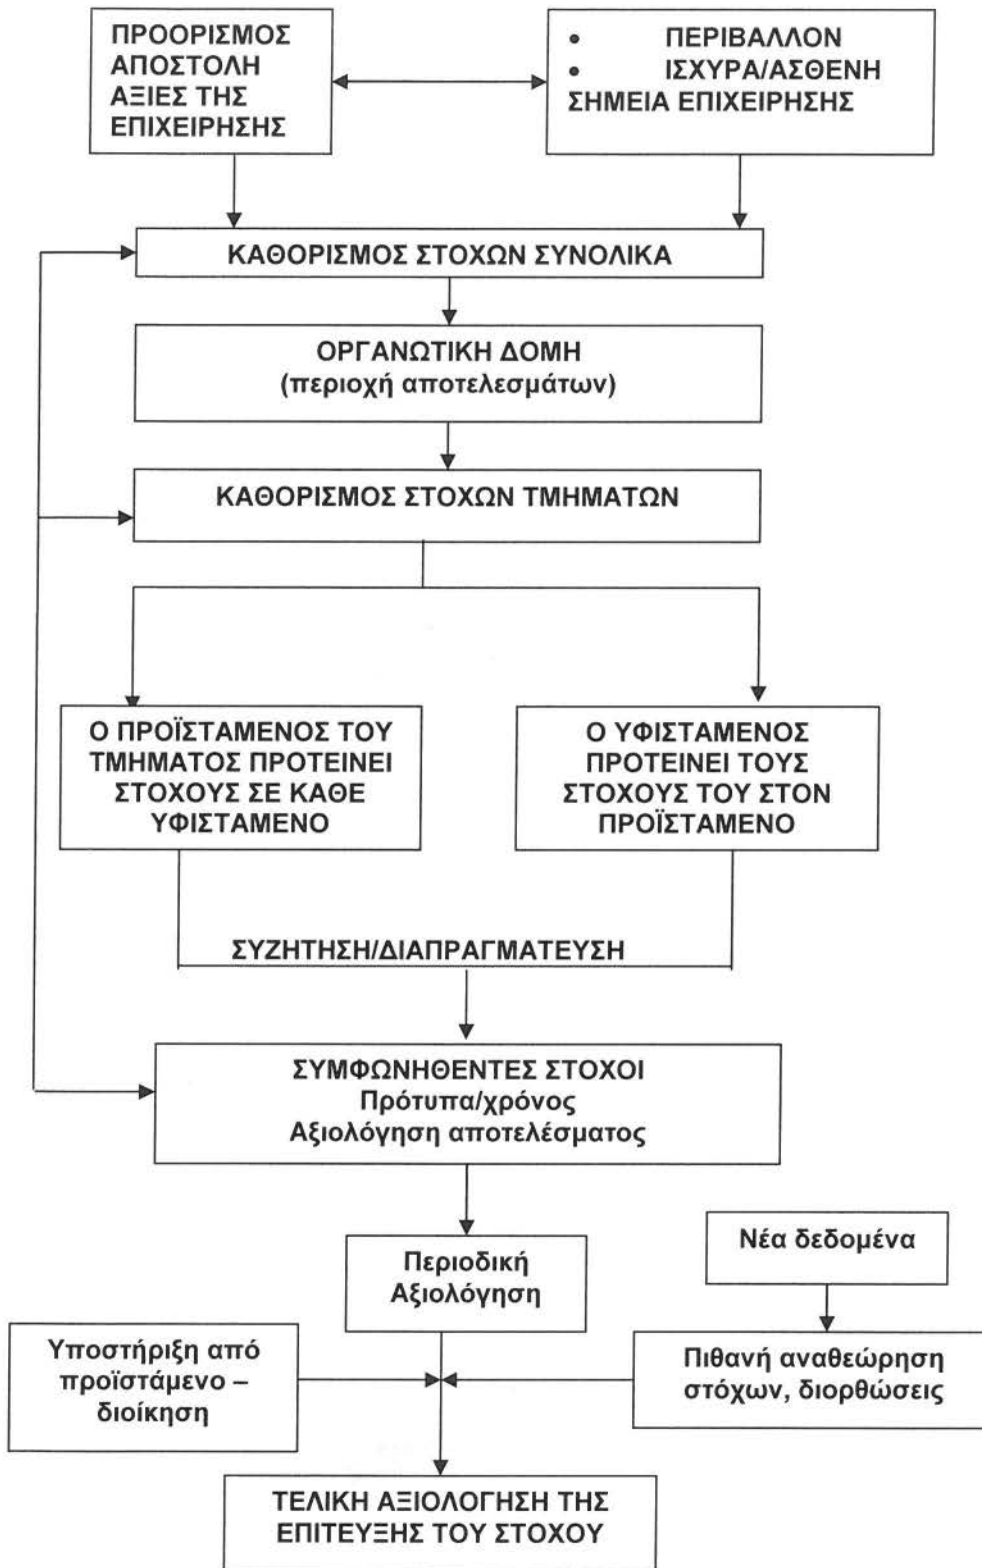 ΠΡΟΟΡΙΣΜΟΣ
ΑΠΟΣΤΟΛΗ
ΑΞΙΕΣ ΤΗΣ
ΕΠΙΧΕΙΡΗΣΗΣ
• ΠΕΡΙΒΑΛΛΟΝ
• ΙΣΧΥΡΑ/ΑΣΘΕΝΗ
ΣΗΜΕΙΑ ΕΠΙΧΕΙΡΗΣΗΣ
ΚΑΘΟΡΙΣΜΟΣ ΣΤΟΧΩΝ ΣΥΝΟΛΙΚΑ
ΟΡΓΑΝΩΤΙΚΗ ΔΟΜΗ
(περιοχή αποτελεσμάτων)
ΚΑΘΟΡΙΣΜΟΣ ΣΤΟΧΩΝ ΤΜΗΜΑΤΩΝ
Ο ΠΡΟΪΣΤΑΜΕΝΟΣ ΤΟΥ
ΤΜΗΜΑΤΟΣ ΠΡΟΤΕΙΝΕΙ
ΣΤΟΧΟΥΣ ΣΕ ΚΑΘΕ
ΥΦΙΣΤΑΜΕΝΟ
Ο ΥΦΙΣΤΑΜΕΝΟΣ
ΠΡΟΤΕΙΝΕΙ ΤΟΥΣ
ΣΤΟΧΟΥΣ ΤΟΥ ΣΤΟΝ
ΠΡΟΪΣΤΑΜΕΝΟ
ΣΥΖΗΤΗΣΗ/ΔΙΑΠΡΑΓΜΑΤΕΥΣΗ
ΣΥΜΦΩΝΗΘΕΝΤΕΣ ΣΤΟΧΟΙ
Πρότυπα/χρόνος
Αξιολόγηση αποτελέσματος
Περιοδική
Αξιολόγηση
Νέα δεδομένα
Υποστήριξη από
προϊστάμενο –
διοίκηση
Πιθανή αναθεώρηση
στόχων, διορθώσεις
ΤΕΛΙΚΗ ΑΞΙΟΛΟΓΗΣΗ ΤΗΣ
ΕΠΙΤΕΥΞΗΣ ΤΟΥ ΣΤΟΧΟΥ